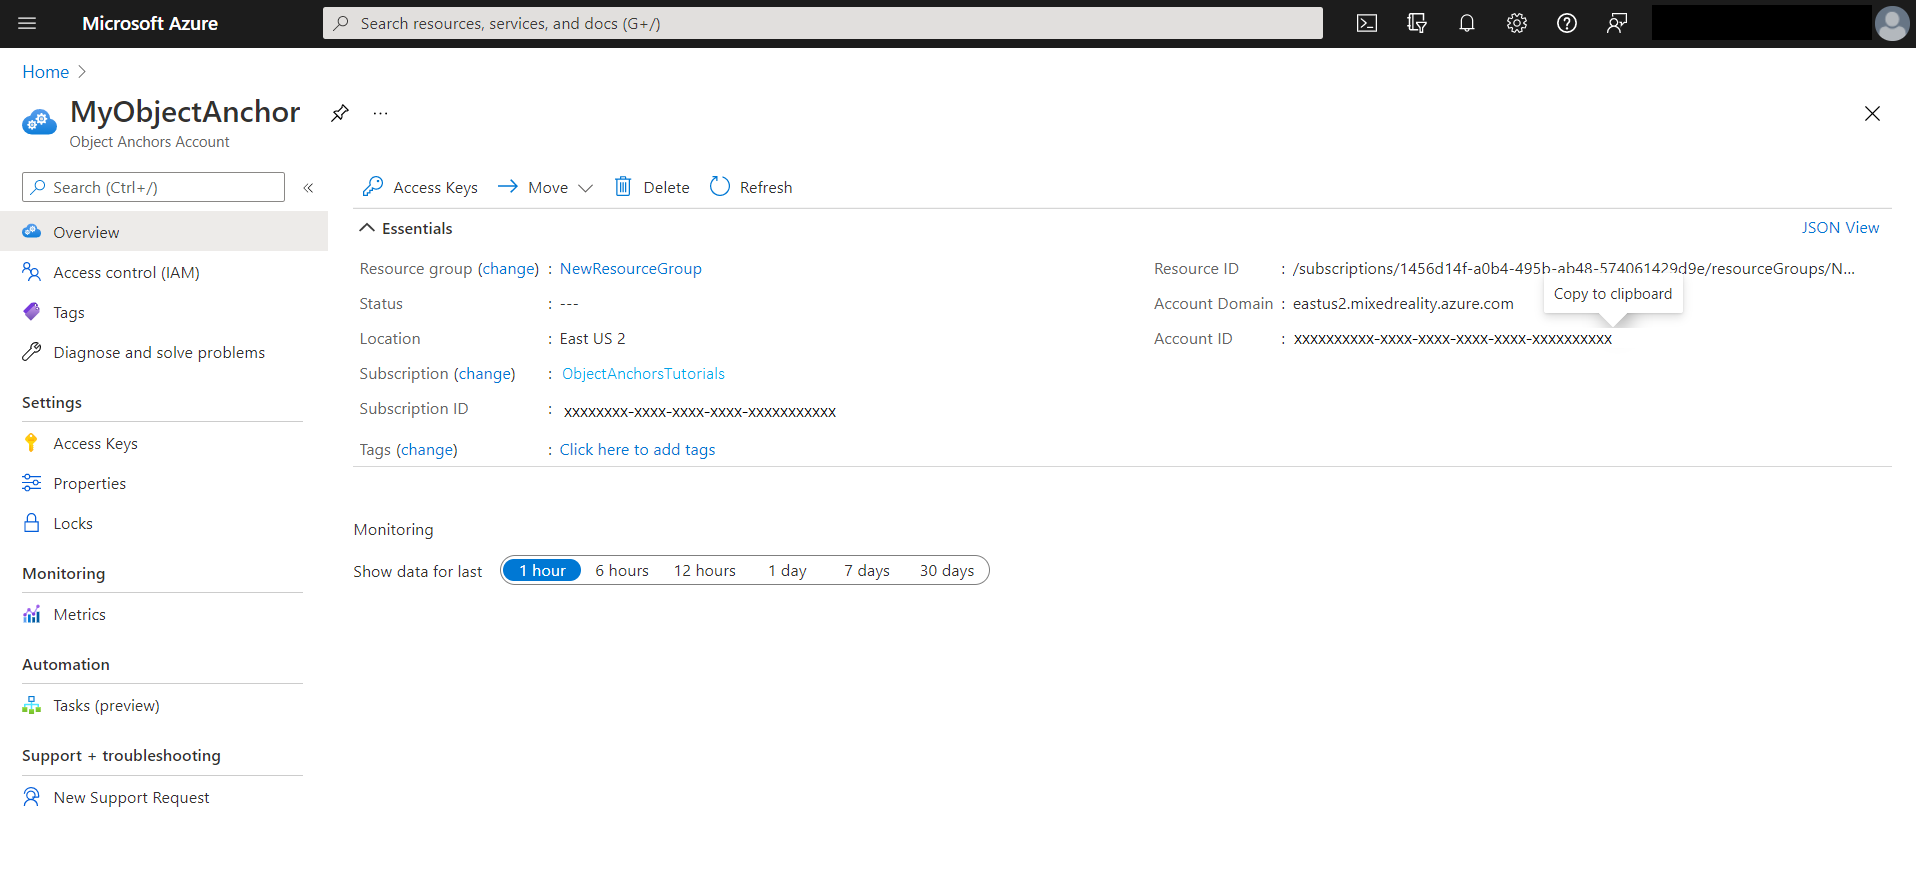 Microsoft Azure
Search resources, services, and docs (G+/)
Home
MyObjectAnchor
...
Object Anchors Account
Search (Ctrl+/)
«
Overview
Access control (IAM)
Tags
Diagnose and solve problems
Settings
Access Keys
Properties
Locks
Monitoring
Metrics
Automation
Tasks (preview)
Support + troubleshooting
New Support Request
Access Keys Move Delete Refresh
Essentials JSON View
Resource group (change) : NewResourceGroup
Status : ---
Location : East US 2
Subscription (change) : ObjectAnchorsTutorials
Subscription ID : xxxxxxxx-xxxx-xxxx-xxxx-xxxxxxxxxxx
Tags (change) : Click here to add tags
Resource ID : /subscriptions/1456d14f-a0b4-495b-ab48-574061429d9e/resourceGroups/N...
Copy to clipboard
Account Domain : eastus2.mixedreality.azure.com
Account ID : xxxxxxxxxx-xxxx-xxxx-xxxx-xxxx-xxxxxxxxxx
Monitoring
Show data for last 1 hour 6 hours 12 hours 1 day 7 days 30 days